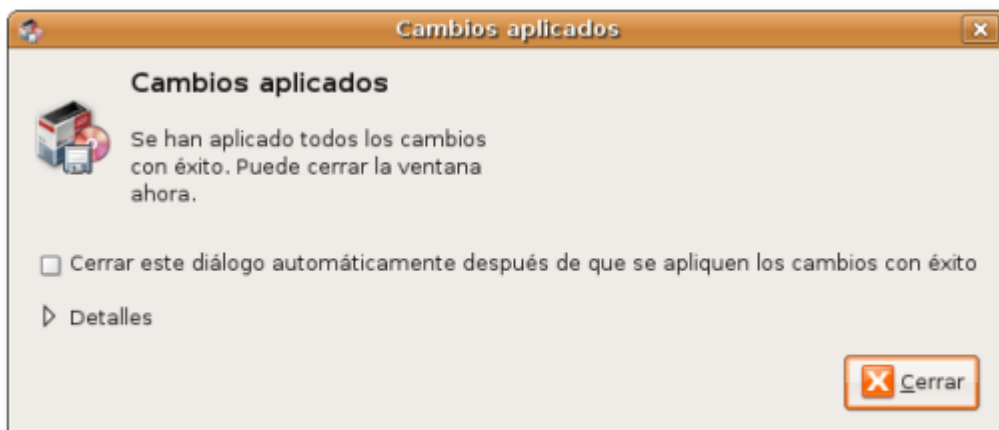 Cambios aplicados
Cambios aplicados
Se han aplicado todos los cambios
con éxito. Puede cerrar la ventana
ahora.
Cerrar este diálogo automáticamente después de que se apliquen los cambios con éxito
Detalles
Cerrar